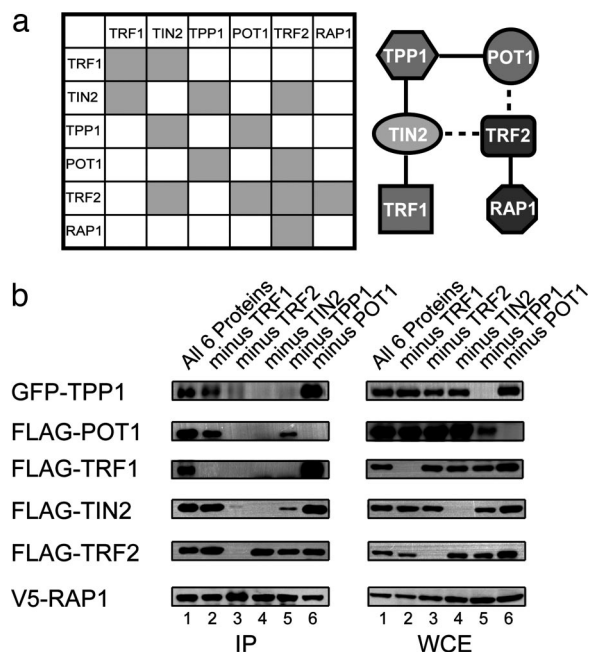 a
TRF1 TIN2 TPP1 POT1 TRF2 RAP1
TRF1
TIN2
TPP1
POT1
TRF2
RAP1
TPP1 POT1
TIN2 TRF2
TRF1 RAP1
b
All 6 Proteins minus TRF1 minus TRF2 minus TIN2 minus TPP1 minus POT1
All 6 Proteins minus TRF1 minus TRF2 minus TIN2 minus TPP1 minus POT1
GFP-TPP1
FLAG-POT1
FLAG-TRF1
FLAG-TIN2
FLAG-TRF2
V5-RAP1
1 2 3 4 5 6 1 2 3 4 5 6
IP WCE